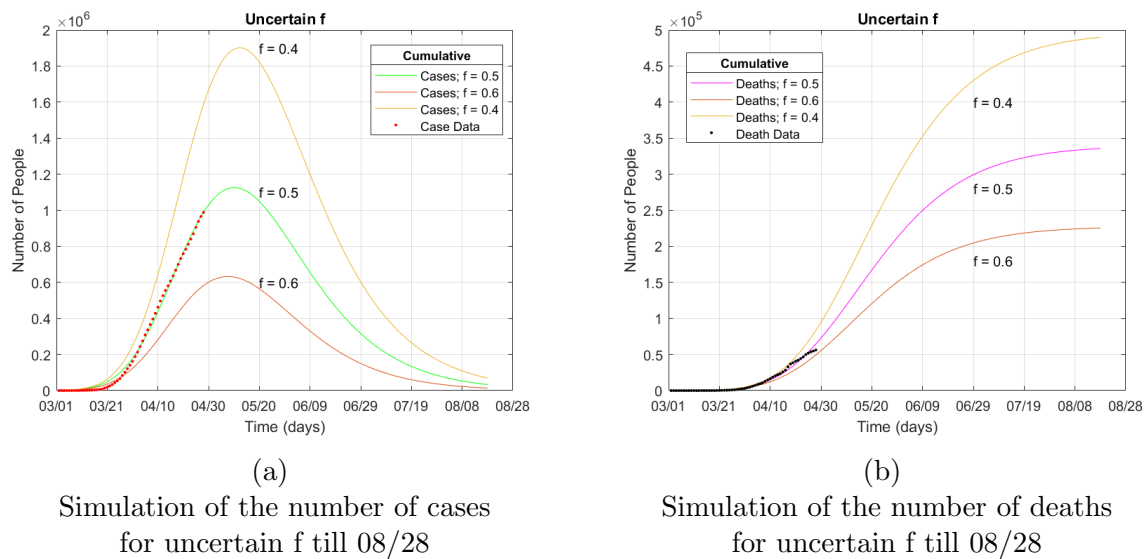 Uncertain f
×10^6
2
1.8
1.6
1.4
1.2
1
0.8
0.6
0.4
0.2
0
Number of People
f = 0.4
f = 0.5
f = 0.6
Cumulative
Cases; f = 0.5
Cases; f = 0.6
Cases; f = 0.4
Case Data
03/01 03/21 04/10 04/30 05/20 06/09 06/29 07/19 08/08 08/28
Time (days)
(a)
Simulation of the number of cases
for uncertain f till 08/28
Uncertain f
×10^5
5
4.5
4
3.5
3
2.5
2
1.5
1
0.5
0
Number of People
Cumulative
Deaths; f = 0.5
Deaths; f = 0.6
Deaths; f = 0.4
Death Data
f = 0.4
f = 0.5
f = 0.6
03/01 03/21 04/10 04/30 05/20 06/09 06/29 07/19 08/08 08/28
Time (days)
(b)
Simulation of the number of deaths
for uncertain f till 08/28